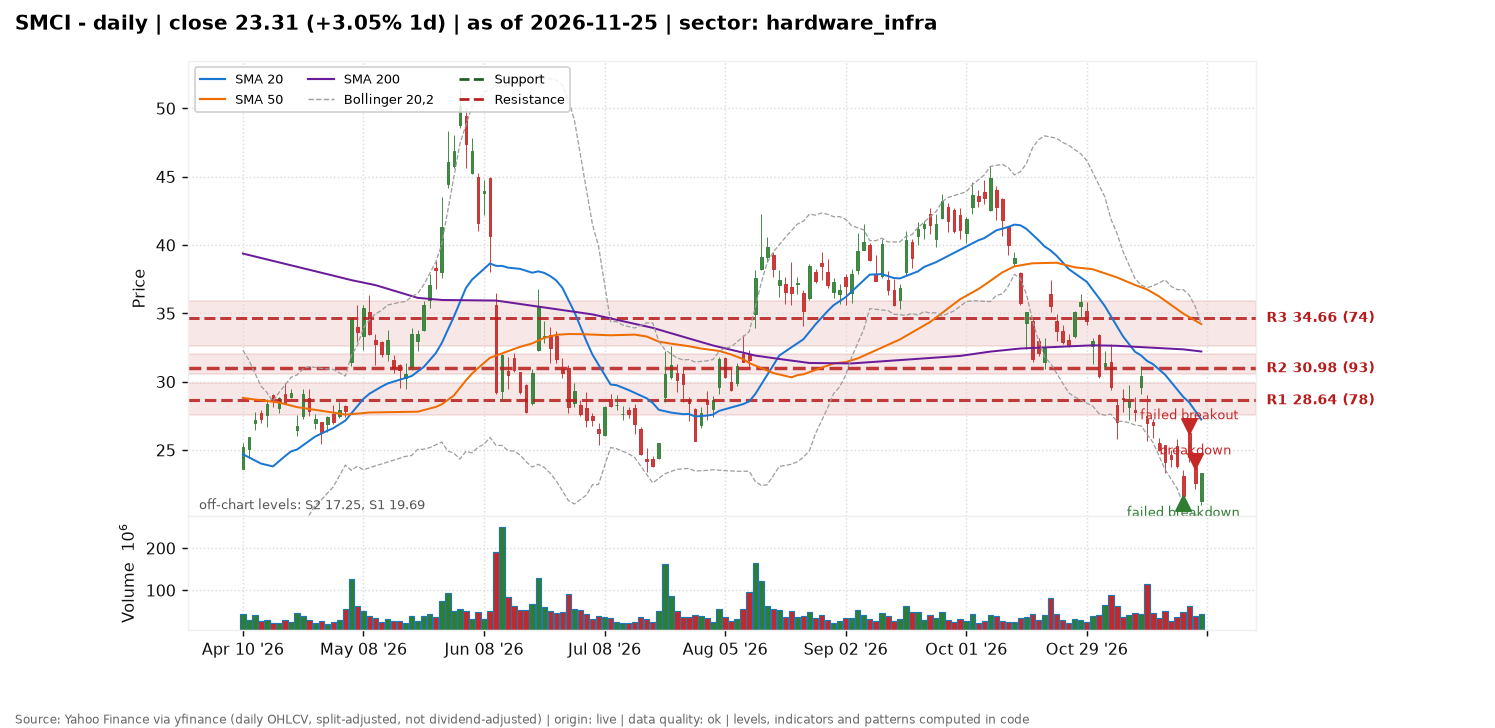 SMCI - daily | close 23.31 (+3.05% 1d) | as of 2026-11-25 | sector: hardware_infra
SMA 20
SMA 50
SMA 200
Bollinger 20,2
Support
Resistance
Price
50
45
40
35
30
25
R3 34.66 (74)
R2 30.98 (93)
R1 28.64 (78)
failed breakout
breakdown
failed breakdown
off-chart levels: S2 17.25, S1 19.69
Volume 10⁶
200
100
Apr 10 '26
May 08 '26
Jun 08 '26
Jul 08 '26
Aug 05 '26
Sep 02 '26
Oct 01 '26
Oct 29 '26
Source: Yahoo Finance via yfinance (daily OHLCV, split-adjusted, not dividend-adjusted) | origin: live | data quality: ok | levels, indicators and patterns computed in code